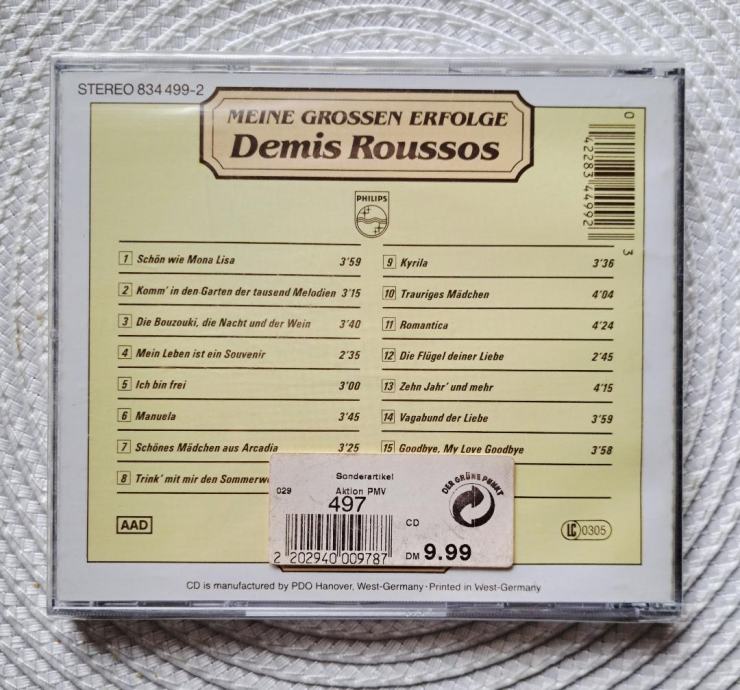 STEREO 834 499-2
MEINE GROSSEN ERFOLGE
Demis Roussos
PHILIPS
0 42283 44992 3
1 Schön wie Mona Lisa 3'59
2 Komm' in den Garten der tausend Melodien 3'15
3 Die Bouzouki, die Nacht und der Wein 3'40
4 Mein Leben ist ein Souvenir 2'35
5 Ich bin frei 3'00
6 Manuela 3'45
7 Schönes Mädchen aus Arcadia 3'25
8 Trink' mit mir den
9 Kyrila 3'36
10 Trauriges Mädchen 4'04
11 Romantica 4'24
12 Die Flügel deiner Liebe 2'45
13 Zehn Jahr' und mehr 4'15
14 Vagabund der Liebe 3'59
15 Goodbye, My Love Goodbye 3'58
Sonderartikel
029 Aktion PMV
497
CD
2 202940 009787
DM 9.99
DER GRÜNE PUNKT
AAD
LC 0305
CD is manufactured by PDO Hanover, West-Germany · Printed in West-Germany